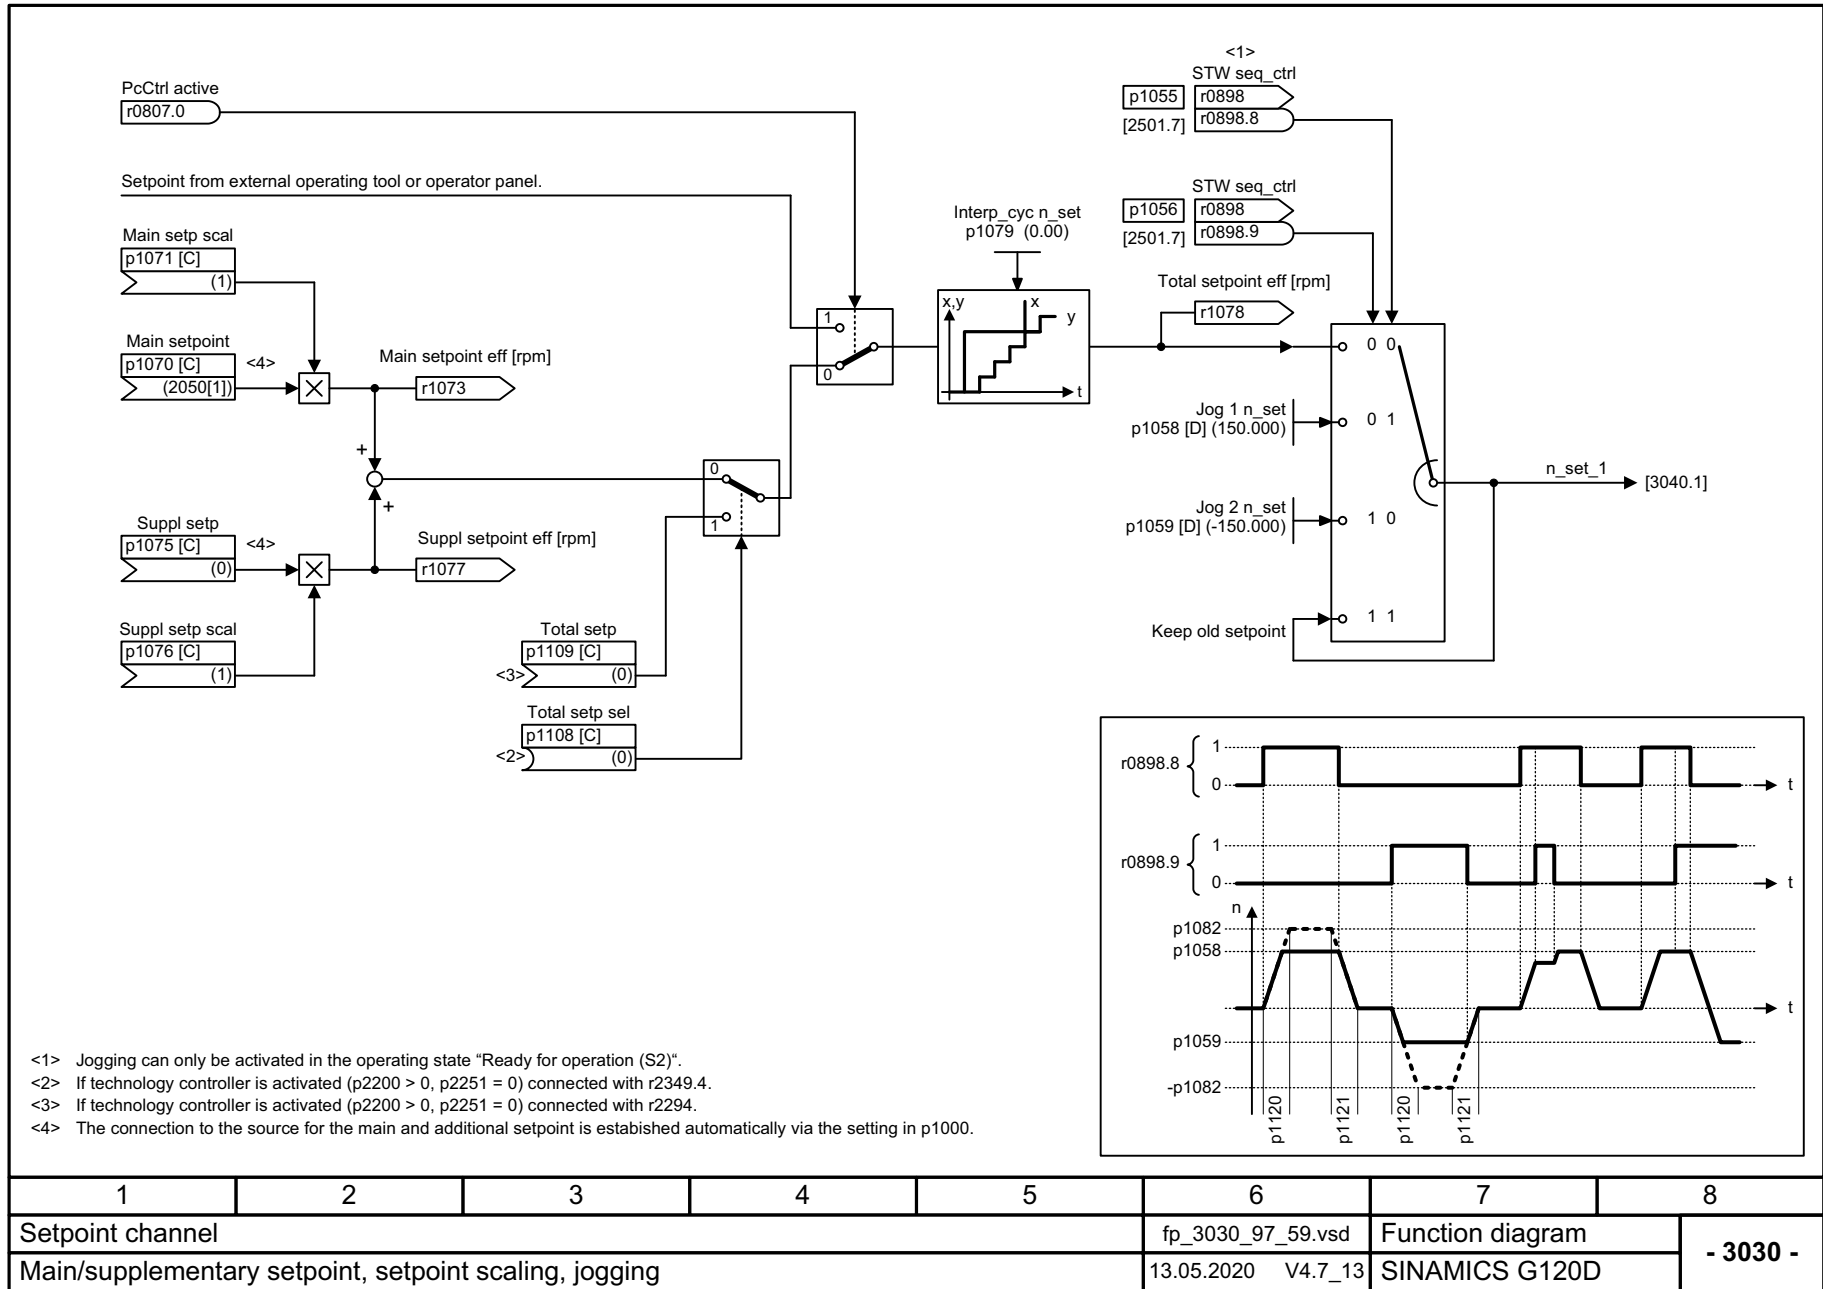 <1>
STW seq_ctrl
p1055 r0898
[2501.7] r0898.8
PcCtrl active
r0807.0
Setpoint from external operating tool or operator panel.
STW seq_ctrl
p1056 r0898
[2501.7] r0898.9
Interp_cyc n_set
p1079 (0.00)
Main setp scal
p1071 [C]
(1)
Total setpoint eff [rpm]
r1078
x,y x
y
t
1
0
Main setpoint
p1070 [C] <4>
(2050[1])
Main setpoint eff [rpm]
r1073
0 0
Jog 1 n_set
p1058 [D] (150.000)
0 1
+
+
0
1
n_set_1
[3040.1]
Jog 2 n_set
p1059 [D] (-150.000)
1 0
Suppl setp
p1075 [C] <4>
(0)
Suppl setpoint eff [rpm]
r1077
Suppl setp scal
p1076 [C]
(1)
Total setp
p1109 [C]
<3> (0)
Keep old setpoint
1 1
Total setp sel
p1108 [C]
<2> (0)
r0898.8
1
0
t
r0898.9
1
0
t
n
p1082
p1058
t
p1059
-p1082
p1120
p1121
p1120
p1121
<1> Jogging can only be activated in the operating state “Ready for operation (S2)“.
<2> If technology controller is activated (p2200 > 0, p2251 = 0) connected with r2349.4.
<3> If technology controller is activated (p2200 > 0, p2251 = 0) connected with r2294.
<4> The connection to the source for the main and additional setpoint is estabished automatically via the setting in p1000.
1 2 3 4 5 6 7 8
Setpoint channel
fp_3030_97_59.vsd
Function diagram
- 3030 -
Main/supplementary setpoint, setpoint scaling, jogging
13.05.2020 V4.7_13
SINAMICS G120D